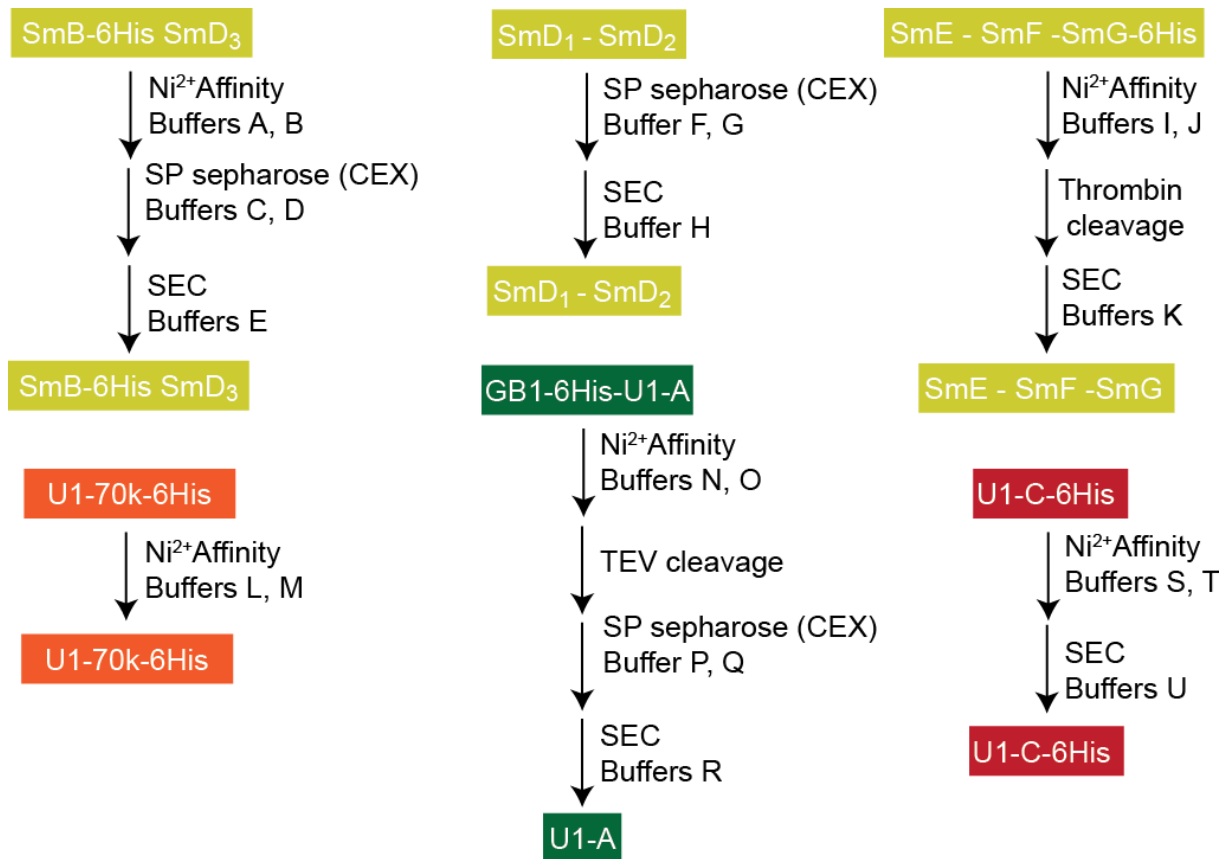 SmB-6His SmD₃
Ni²⁺Affinity
Buffers A, B
SP sepharose (CEX)
Buffers C, D
SEC
Buffers E
SmB-6His SmD₃
SmD₁ - SmD₂
SP sepharose (CEX)
Buffer F, G
SEC
Buffer H
SmD₁ - SmD₂
SmE - SmF -SmG-6His
Ni²⁺Affinity
Buffers I, J
Thrombin
cleavage
SEC
Buffers K
SmE - SmF -SmG
U1-70k-6His
Ni²⁺Affinity
Buffers L, M
U1-70k-6His
GB1-6His-U1-A
Ni²⁺Affinity
Buffers N, O
TEV cleavage
SP sepharose (CEX)
Buffer P, Q
SEC
Buffers R
U1-A
U1-C-6His
Ni²⁺Affinity
Buffers S, T
SEC
Buffers U
U1-C-6His